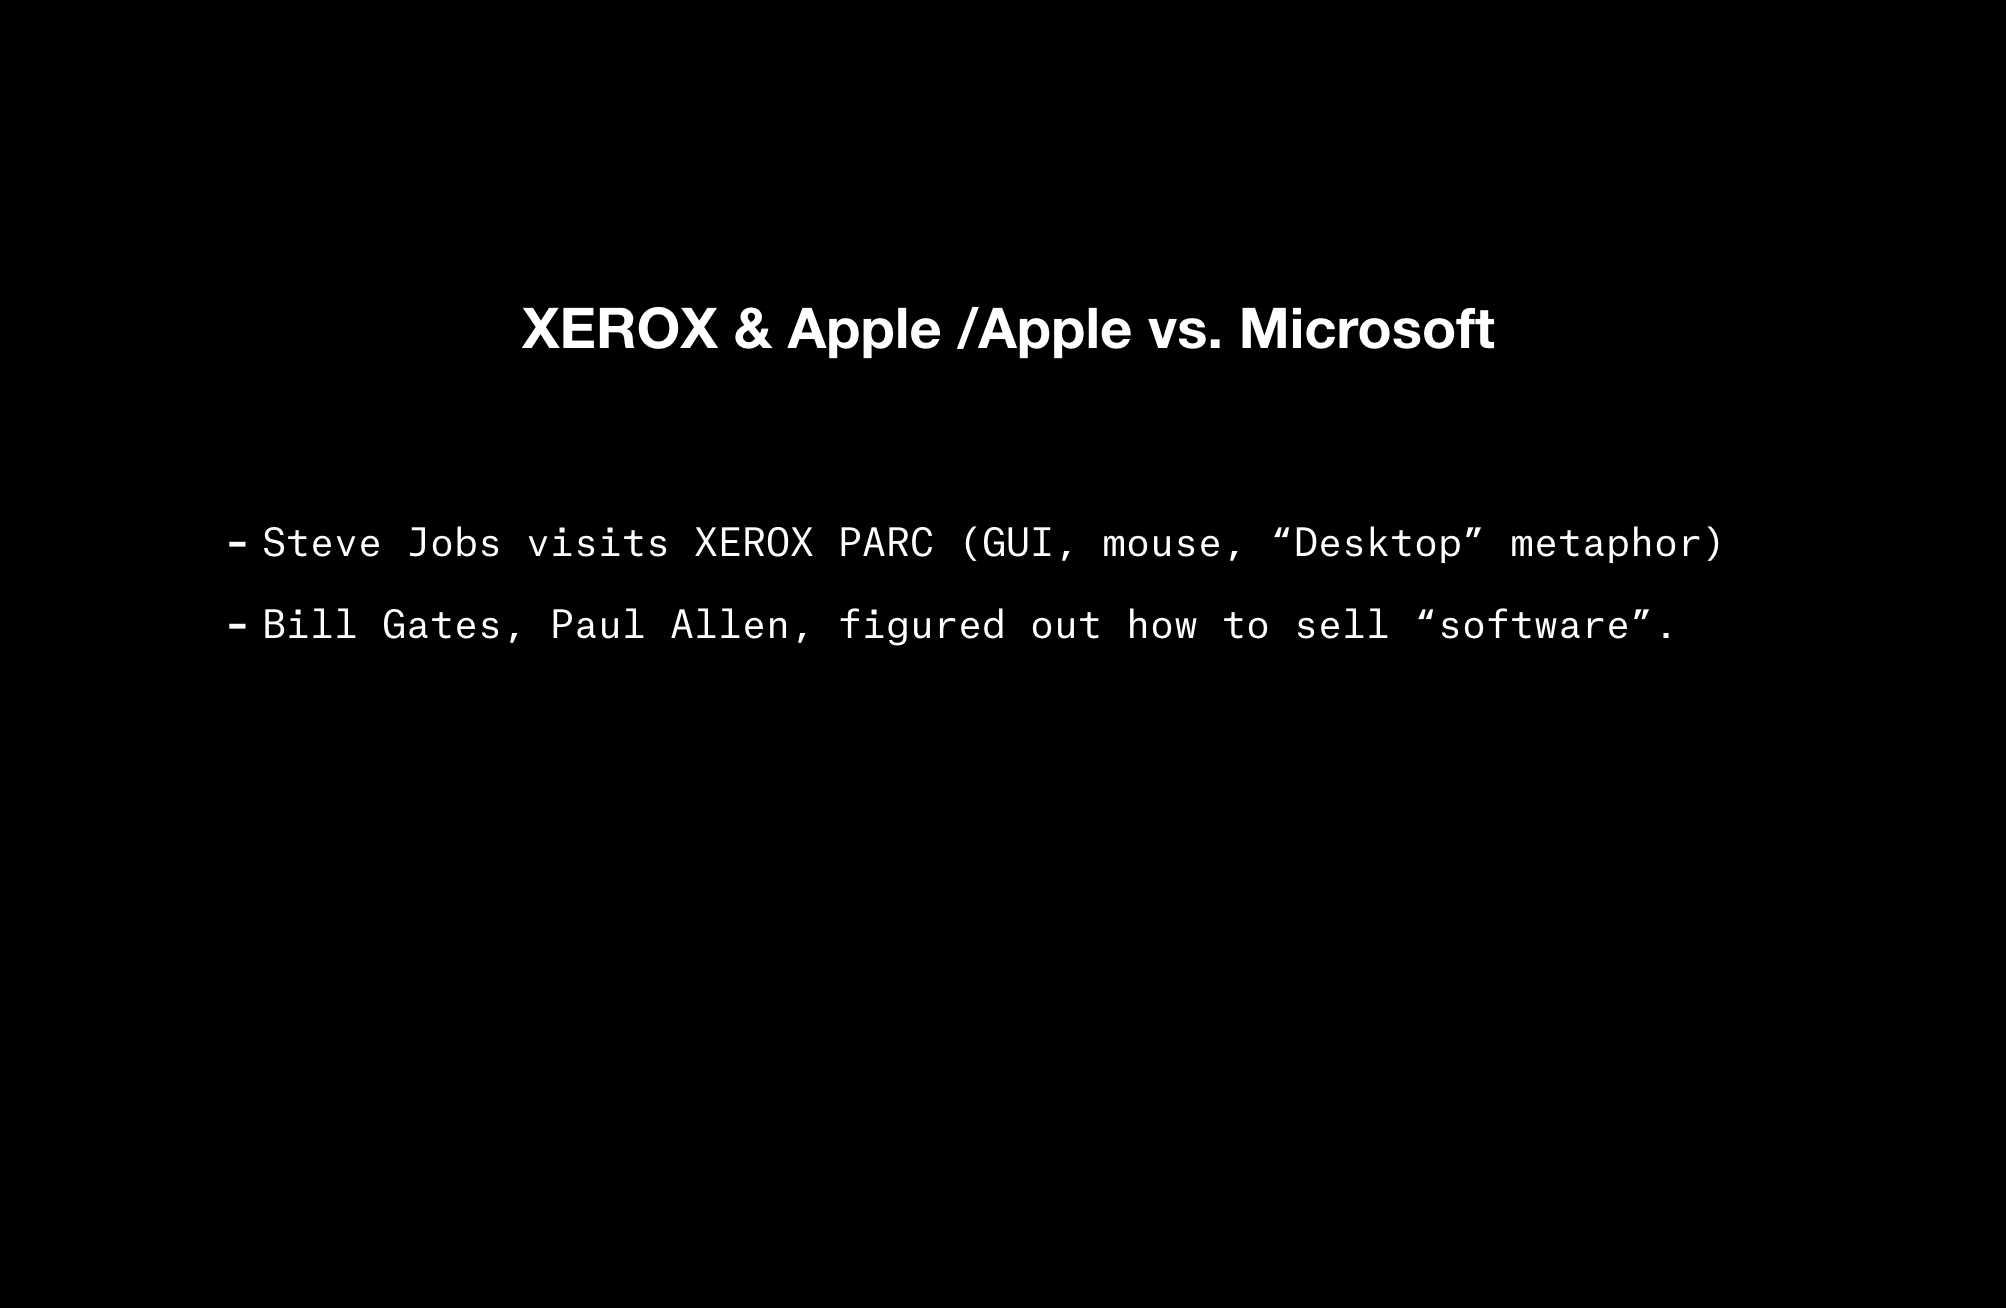 XEROX & Apple /Apple vs. Microsoft
- Steve Jobs visits XEROX PARC (GUI, mouse, “Desktop” metaphor)
- Bill Gates, Paul Allen, figured out how to sell “software”.